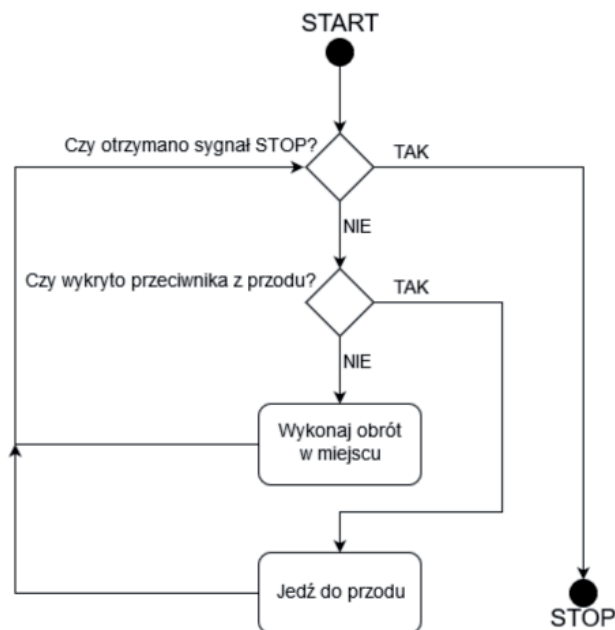 START
Czy otrzymano sygnał STOP?
TAK
NIE
Czy wykryto przeciwnika z przodu?
TAK
NIE
Wykonaj obrót
w miejscu
Jedź do przodu
STOP